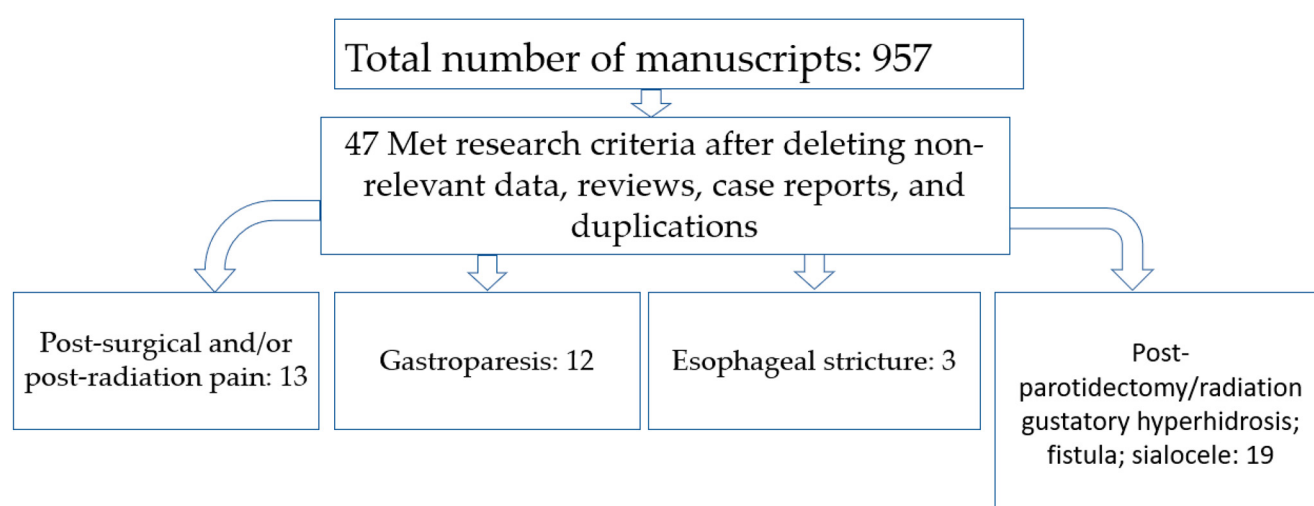 Total number of manuscripts: 957
47 Met research criteria after deleting non-
relevant data, reviews, case reports, and
duplications
Post-surgical and/or
post-radiation pain: 13
Gastroparesis: 12
Esophageal stricture: 3
Post-
parotidectomy/radiation
gustatory hyperhidrosis;
fistula; sialocele: 19